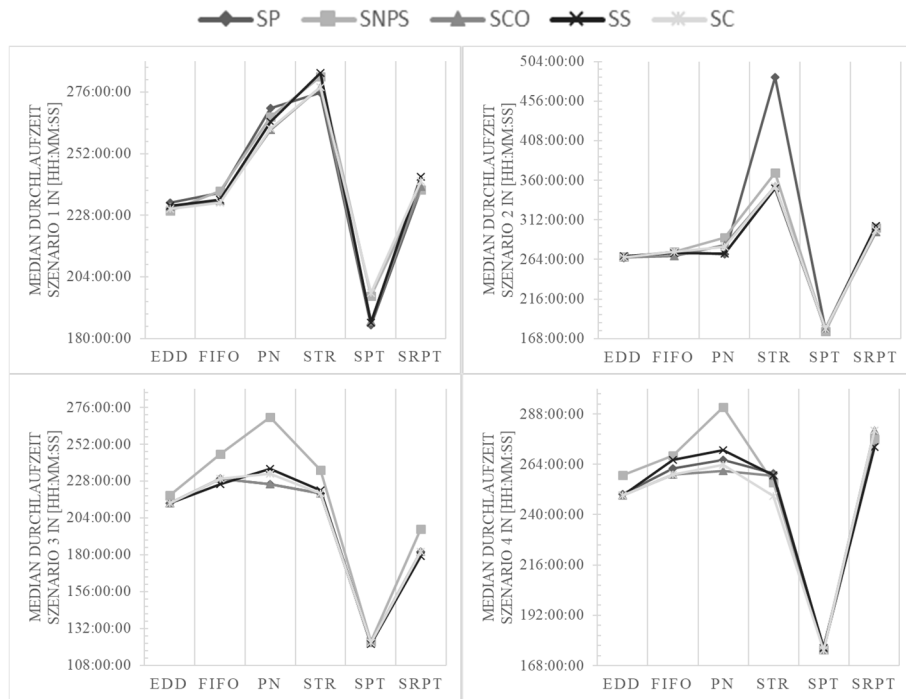 SP SNPS SCO SS SC
MEDIAN DURCHLAUFZEIT
SZENARIO 1 IN [HH:MM:SS]
276:00:00
252:00:00
228:00:00
204:00:00
180:00:00
EDD FIFO PN STR SPT SRPT
MEDIAN DURCHLAUFZEIT
SZENARIO 2 IN [HH:MM:SS]
504:00:00
456:00:00
408:00:00
360:00:00
312:00:00
264:00:00
216:00:00
168:00:00
EDD FIFO PN STR SPT SRPT
MEDIAN DURCHLAUFZEIT
SZENARIO 3 IN [HH:MM:SS]
276:00:00
252:00:00
228:00:00
204:00:00
180:00:00
156:00:00
132:00:00
108:00:00
EDD FIFO PN STR SPT SRPT
MEDIAN DURCHLAUFZEIT
SZENARIO 4 IN [HH:MM:SS]
288:00:00
264:00:00
240:00:00
216:00:00
192:00:00
168:00:00
EDD FIFO PN STR SPT SRPT